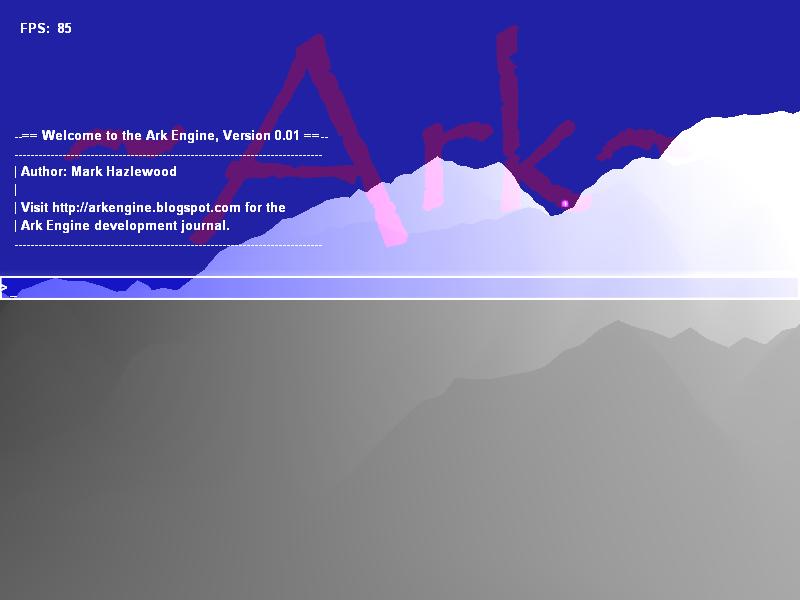 FPS: 85
~Ark~
--== Welcome to the Ark Engine, Version 0.01 ==--
-----------------------------------------------------------------------------
| Author: Mark Hazlewood
|
| Visit http://arkengine.blogspot.com for the
| Ark Engine development journal.
-----------------------------------------------------------------------------
>_